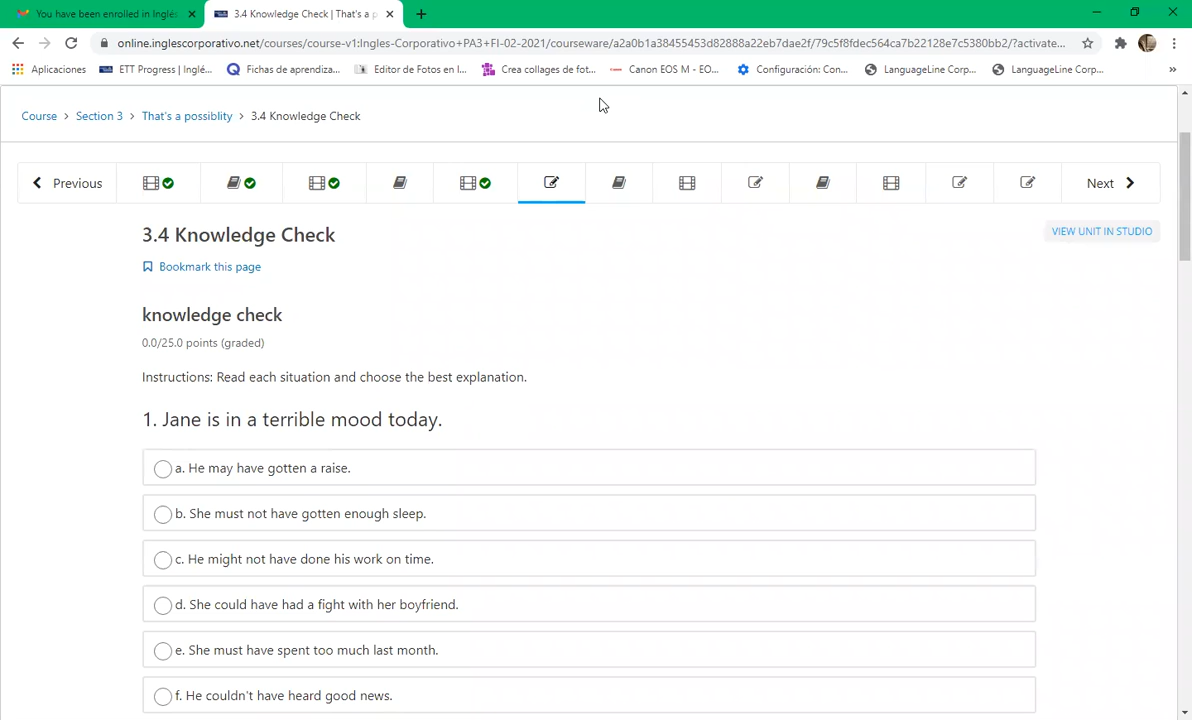 You have been enrolled in Inglés
3.4 Knowledge Check | That's a p
online.inglescorporativo.net/courses/course-v1:Ingles-Corporativo+PA3+FI-02-2021/courseware/a2a0b1a38455453d82888a22eb7dae2f/79c5f8fdec564ca7b22128e7c5380bb2/?activate...
Aplicaciones
ETT Progress | Inglé...
Fichas de aprendiza...
Editor de Fotos en l...
Crea collages de fot...
Canon EOS M - EO...
Configuración: Con...
LanguageLine Corp...
LanguageLine Corp...
Course > Section 3 > That's a possiblity > 3.4 Knowledge Check
Previous
Next
3.4 Knowledge Check
VIEW UNIT IN STUDIO
Bookmark this page
knowledge check
0.0/25.0 points (graded)
Instructions: Read each situation and choose the best explanation.
1. Jane is in a terrible mood today.
a. He may have gotten a raise.
b. She must not have gotten enough sleep.
c. He might not have done his work on time.
d. She could have had a fight with her boyfriend.
e. She must have spent too much last month.
f. He couldn't have heard good news.